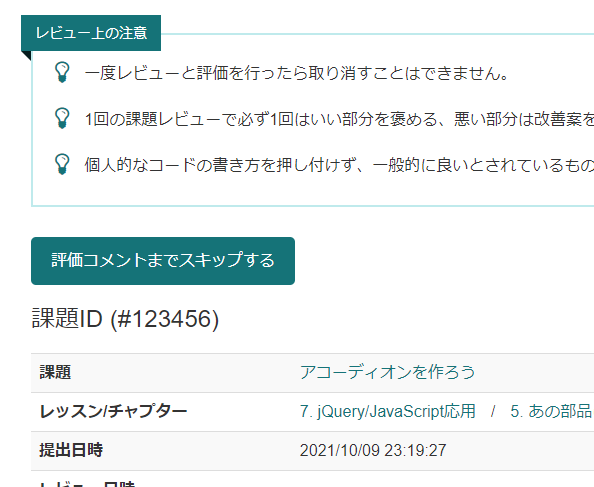 レビュー上の注意
一度レビューと評価を行ったら取り消すことはできません。
1回の課題レビューで必ず1回はいい部分を褒める、悪い部分は改善案を
個人的なコードの書き方を押し付けず、一般的に良いとされているもの
評価コメントまでスキップする
課題ID (#123456)
課題 アコーディオンを作ろう
レッスン/チャプター 7. jQuery/JavaScript応用 / 5. あの部品
提出日時 2021/10/09 23:19:27
レビュー日時